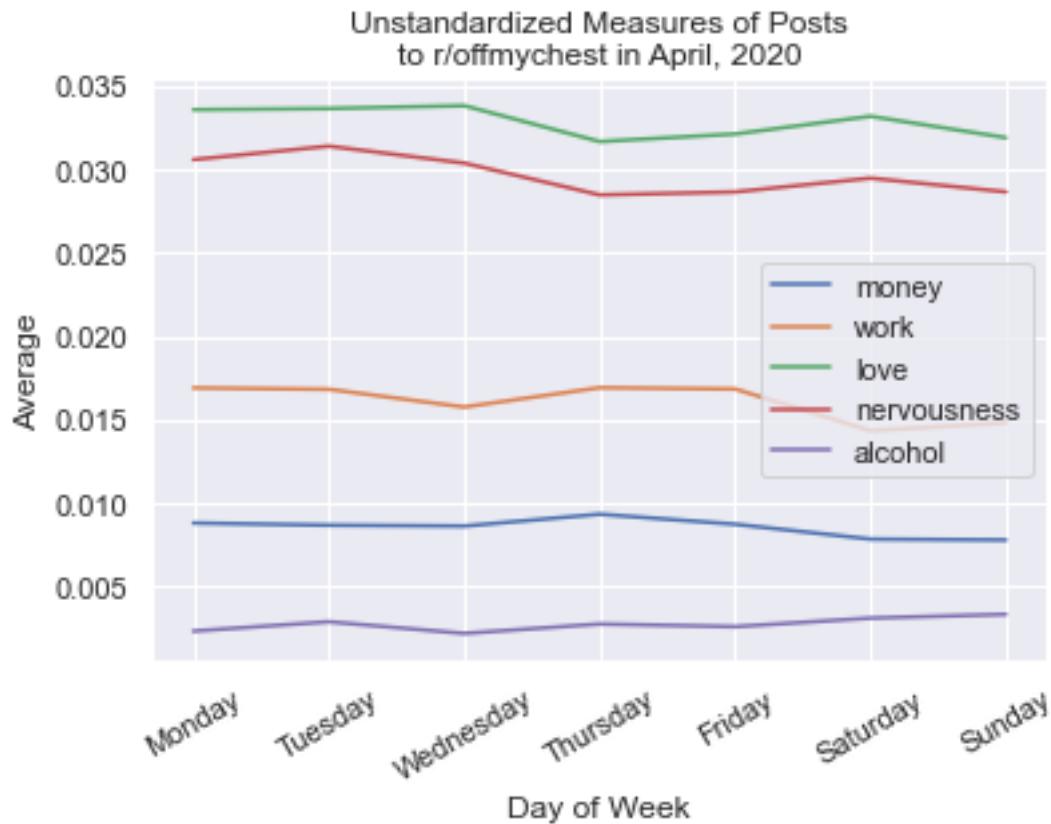 Unstandardized Measures of Posts
to r/offmychest in April, 2020
0.035
0.030
0.025
0.020
0.015
0.010
0.005
Average
money
work
love
nervousness
alcohol
Monday
Tuesday
Wednesday
Thursday
Friday
Saturday
Sunday
Day of Week